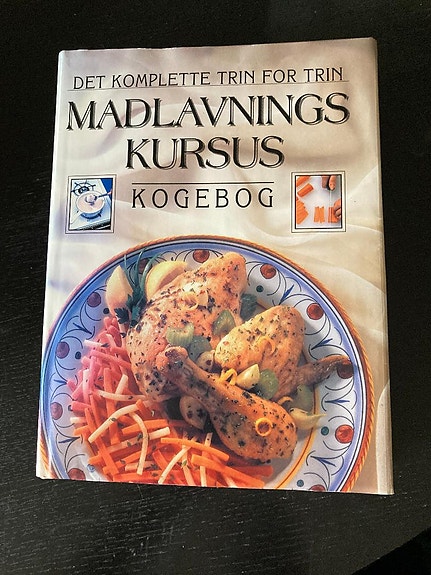 DET KOMPLETTE TRIN FOR TRIN
MADLAVNINGS
KURSUS
KOGEBOG